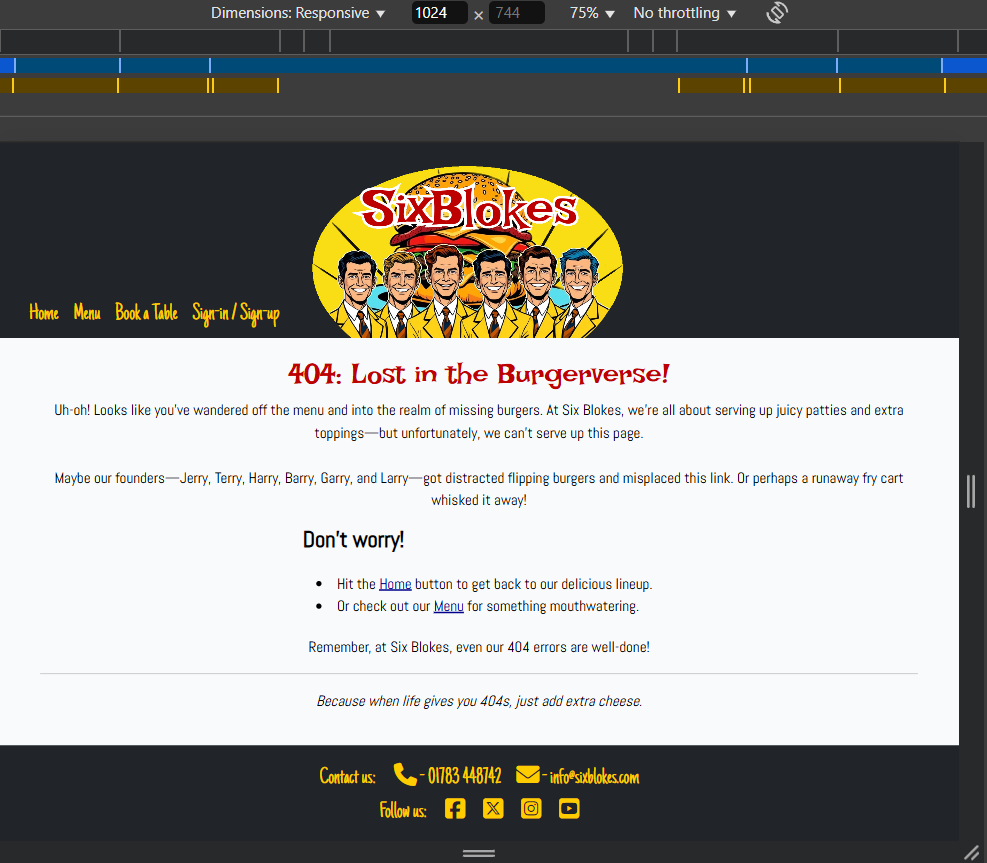 Dimensions: Responsive ▼ 1024 × 744 75% ▼ No throttling ▼
SixBlokes
Home Menu Book a Table Sign-in / Sign-up
404: Lost in the Burgerverse!
Uh-oh! Looks like you've wandered off the menu and into the realm of missing burgers. At Six Blokes, we're all about serving up juicy patties and extra
toppings—but unfortunately, we can't serve up this page.
Maybe our founders—Jerry, Terry, Harry, Barry, Garry, and Larry—got distracted flipping burgers and misplaced this link. Or perhaps a runaway fry cart
whisked it away!
Don't worry!
• Hit the Home button to get back to our delicious lineup.
• Or check out our Menu for something mouthwatering.
Remember, at Six Blokes, even our 404 errors are well-done!
Because when life gives you 404s, just add extra cheese.
Contact us: - 01783 448742 - info@sixblokes.com
Follow us: